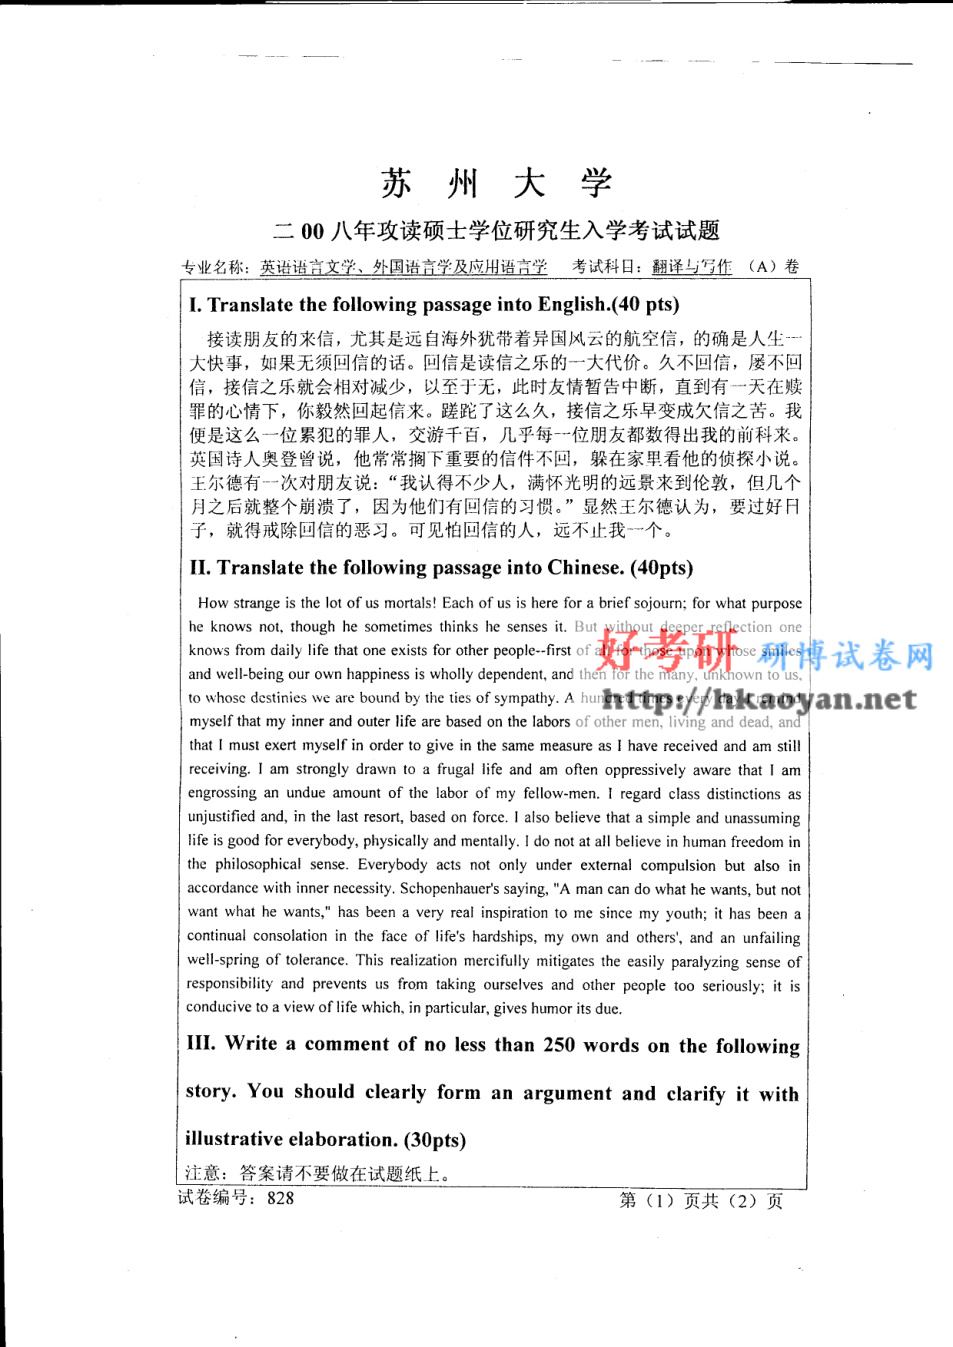 苏州大学
二00八年攻读硕士学位研究生入学考试试题
专业名称：英语语言文学、外国语言学及应用语言学 考试科目：翻译与写作 （A）卷
I. Translate the following passage into English.(40 pts)
接读朋友的来信，尤其是远自海外犹带着异国风云的航空信，的确是人生一
大快事，如果无须回信的话。回信是读信之乐的一大代价。久不回信，屡不回
信，接信之乐就会相对减少，以至于无，此时友情暂告中断，直到有一天在赎
罪的心情下，你毅然回起信来。蹉跎了这么久，接信之乐早变成欠信之苦。我
便是这么一位累犯的罪人，交游千百，几乎每一位朋友都数得出我的前科来。
英国诗人奥登曾说，他常常搁下重要的信件不回，躲在家里看他的侦探小说。
王尔德有一次对朋友说：“我认得不少人，满怀光明的远景来到伦敦，但几个
月之后就整个崩溃了，因为他们有回信的习惯。”显然王尔德认为，要过好日
子，就得戒除回信的恶习。可见怕回信的人，远不止我一个。
II. Translate the following passage into Chinese. (40pts)
How strange is the lot of us mortals! Each of us is here for a brief sojourn; for what purpose
he knows not, though he sometimes thinks he senses it. But without deeper reflection one
knows from daily life that one exists for other people--first of all for those upon whose smiles
and well-being our own happiness is wholly dependent, and then for the many, unknown to us,
to whose destinies we are bound by the ties of sympathy. A hundred times every day I remind
myself that my inner and outer life are based on the labors of other men, living and dead, and
that I must exert myself in order to give in the same measure as I have received and am still
receiving. I am strongly drawn to a frugal life and am often oppressively aware that I am
engrossing an undue amount of the labor of my fellow-men. I regard class distinctions as
unjustified and, in the last resort, based on force. I also believe that a simple and unassuming
life is good for everybody, physically and mentally. I do not at all believe in human freedom in
the philosophical sense. Everybody acts not only under external compulsion but also in
accordance with inner necessity. Schopenhauer's saying, "A man can do what he wants, but not
want what he wants," has been a very real inspiration to me since my youth; it has been a
continual consolation in the face of life's hardships, my own and others', and an unfailing
well-spring of tolerance. This realization mercifully mitigates the easily paralyzing sense of
responsibility and prevents us from taking ourselves and other people too seriously; it is
conducive to a view of life which, in particular, gives humor its due.
好考研 研博试卷网
http://hkaoyan.net
III. Write a comment of no less than 250 words on the following
story. You should clearly form an argument and clarify it with
illustrative elaboration. (30pts)
注意：答案请不要做在试题纸上。
试卷编号：828 第（1）页共（2）页